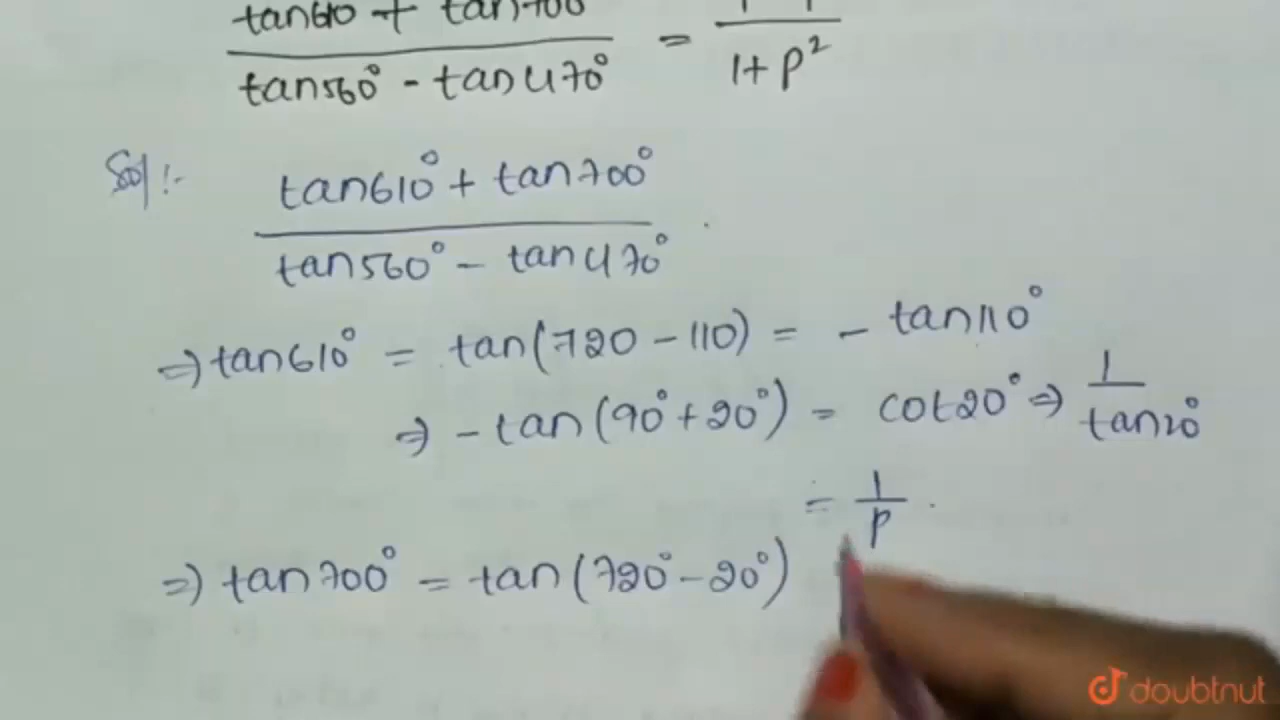 tan610 + tan700
tan560° - tan470° = 1+p²
Sol :-
tan610° + tan700°
tan560° - tan470°
⇒ tan610° = tan(720 - 110) = - tan110°
⇒ -tan(90° + 20°) = cot20° ⇒ 1/tan20°
= 1/p
⇒ tan700° = tan(720° - 20°)
doubtnut